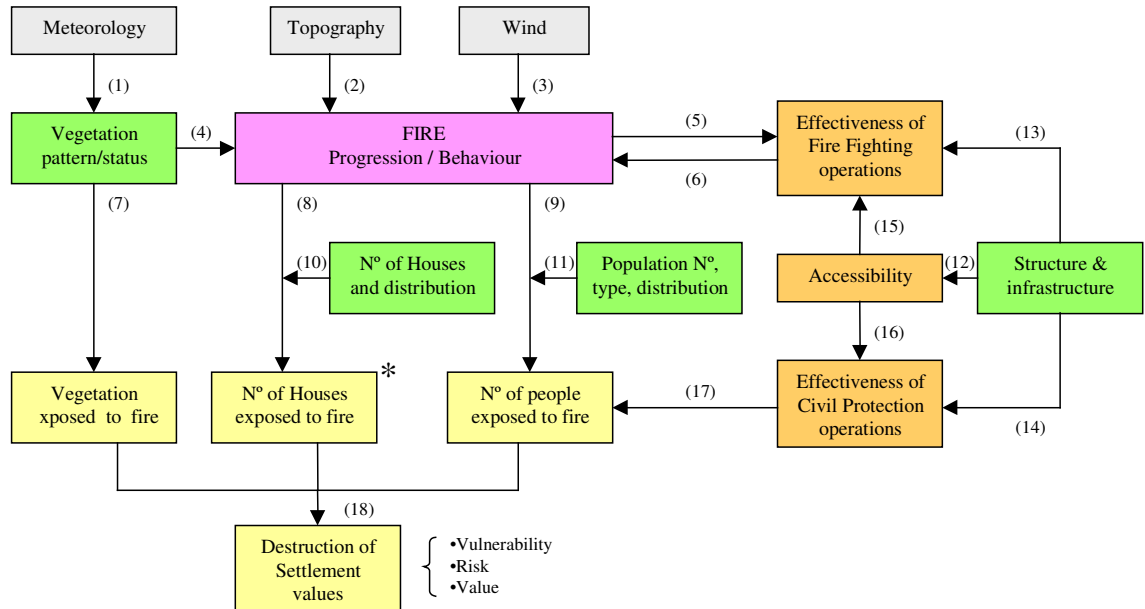 Meteorology
Topography
Wind
(1)
(2)
(3)
Vegetation
pattern/status
(4)
FIRE
Progression / Behaviour
(5)
(6)
Effectiveness of
Fire Fighting
operations
(13)
(7)
(8)
(9)
(15)
(10)
Nº of Houses
and distribution
(11)
Population Nº,
type, distribution
Accessibility
(12)
Structure &
infrastructure
(16)
Vegetation
xposed to fire
Nº of Houses
exposed to fire
*
Nº of people
exposed to fire
(17)
Effectiveness of
Civil Protection
operations
(14)
(18)
Destruction of
Settlement
values
•Vulnerability
•Risk
•Value